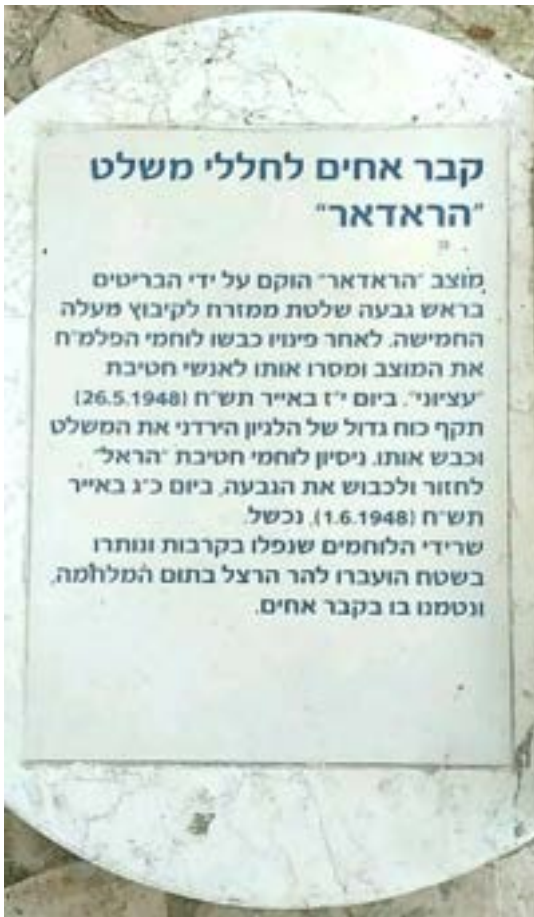 קבר אחים לחללי משלט
"הראדאר"
מוצב "הראדאר" הוקם על ידי הבריטים
בראש גבעה שלטת ממזרח לקיבוץ מעלה
החמישה. לאחר פינויו כבשו לוחמי הפלמ"ח
את המוצב ומסרו אותו לאנשי חטיבת
"עציוני". ביום י"ז באייר תש"ח (26.5.1948)
תקף כוח גדול של הלגיון הירדני את המשלט
וכבש אותו. ניסיון לוחמי חטיבת "הראל"
לחזור ולכבוש את הגבעה, ביום כ"ג באייר
תש"ח (1.6.1948), נכשל.
שרידי הלוחמים שנפלו בקרבות ונותרו
בשטח הועברו להר הרצל בתום המלחמה,
ונטמנו בו בקבר אחים.